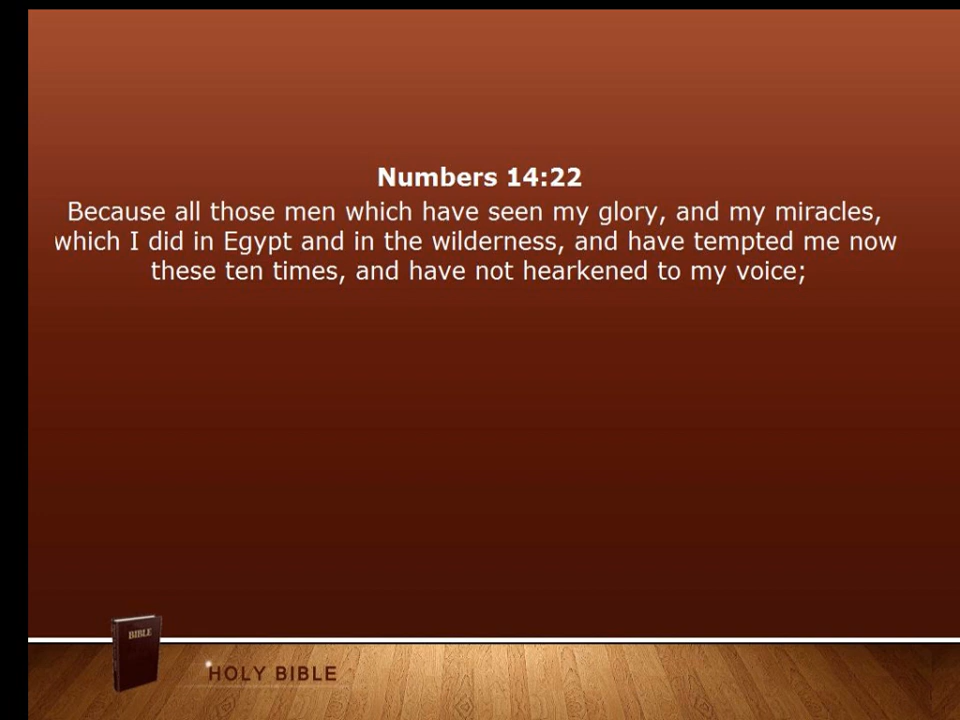 Numbers 14:22
Because all those men which have seen my glory, and my miracles,
which I did in Egypt and in the wilderness, and have tempted me now
these ten times, and have not hearkened to my voice;
BIBLE
HOLY BIBLE